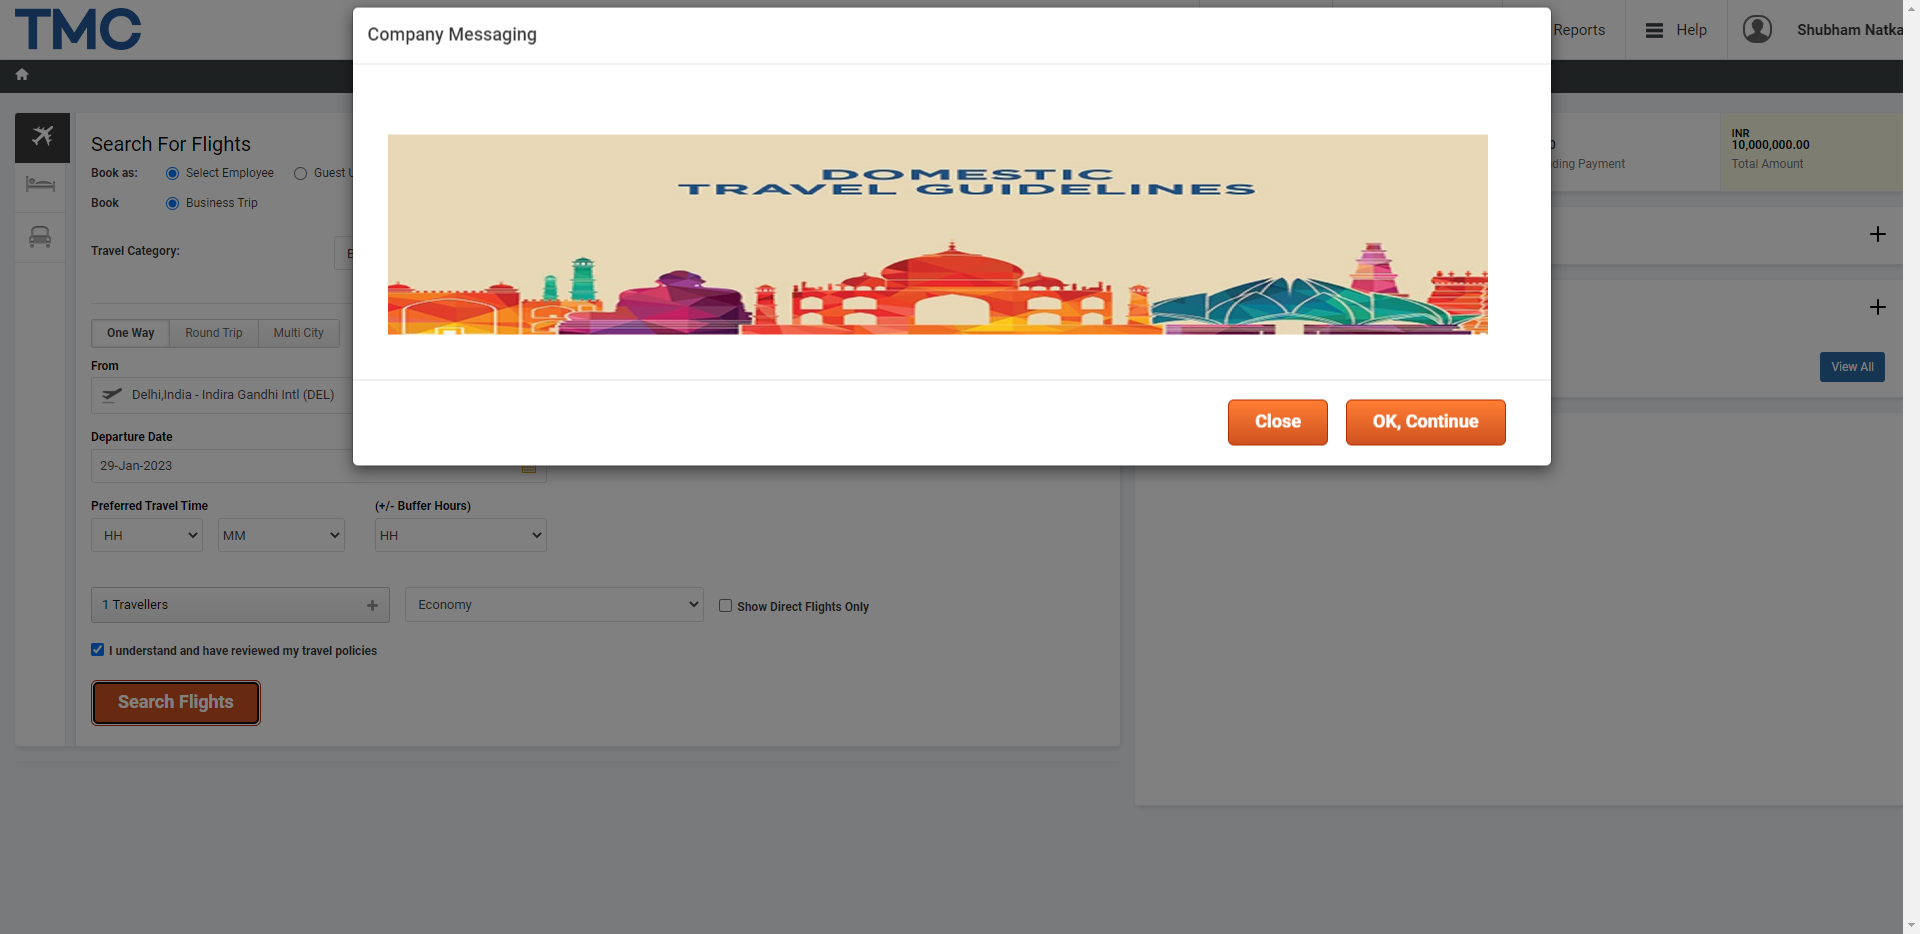 TMC
Company Messaging
Reports
Help
Shubham Natka
DOMESTIC
TRAVEL GUIDELINES
Close
OK, Continue
Search For Flights
Book as:
Select Employee
Guest U
Book
Business Trip
Travel Category:
One Way
Round Trip
Multi City
From
Delhi,India - Indira Gandhi Intl (DEL)
Departure Date
29-Jan-2023
Preferred Travel Time
(+/- Buffer Hours)
HH
MM
HH
1 Travellers
Economy
Show Direct Flights Only
I understand and have reviewed my travel policies
Search Flights
ding Payment
INR
10,000,000.00
Total Amount
View All